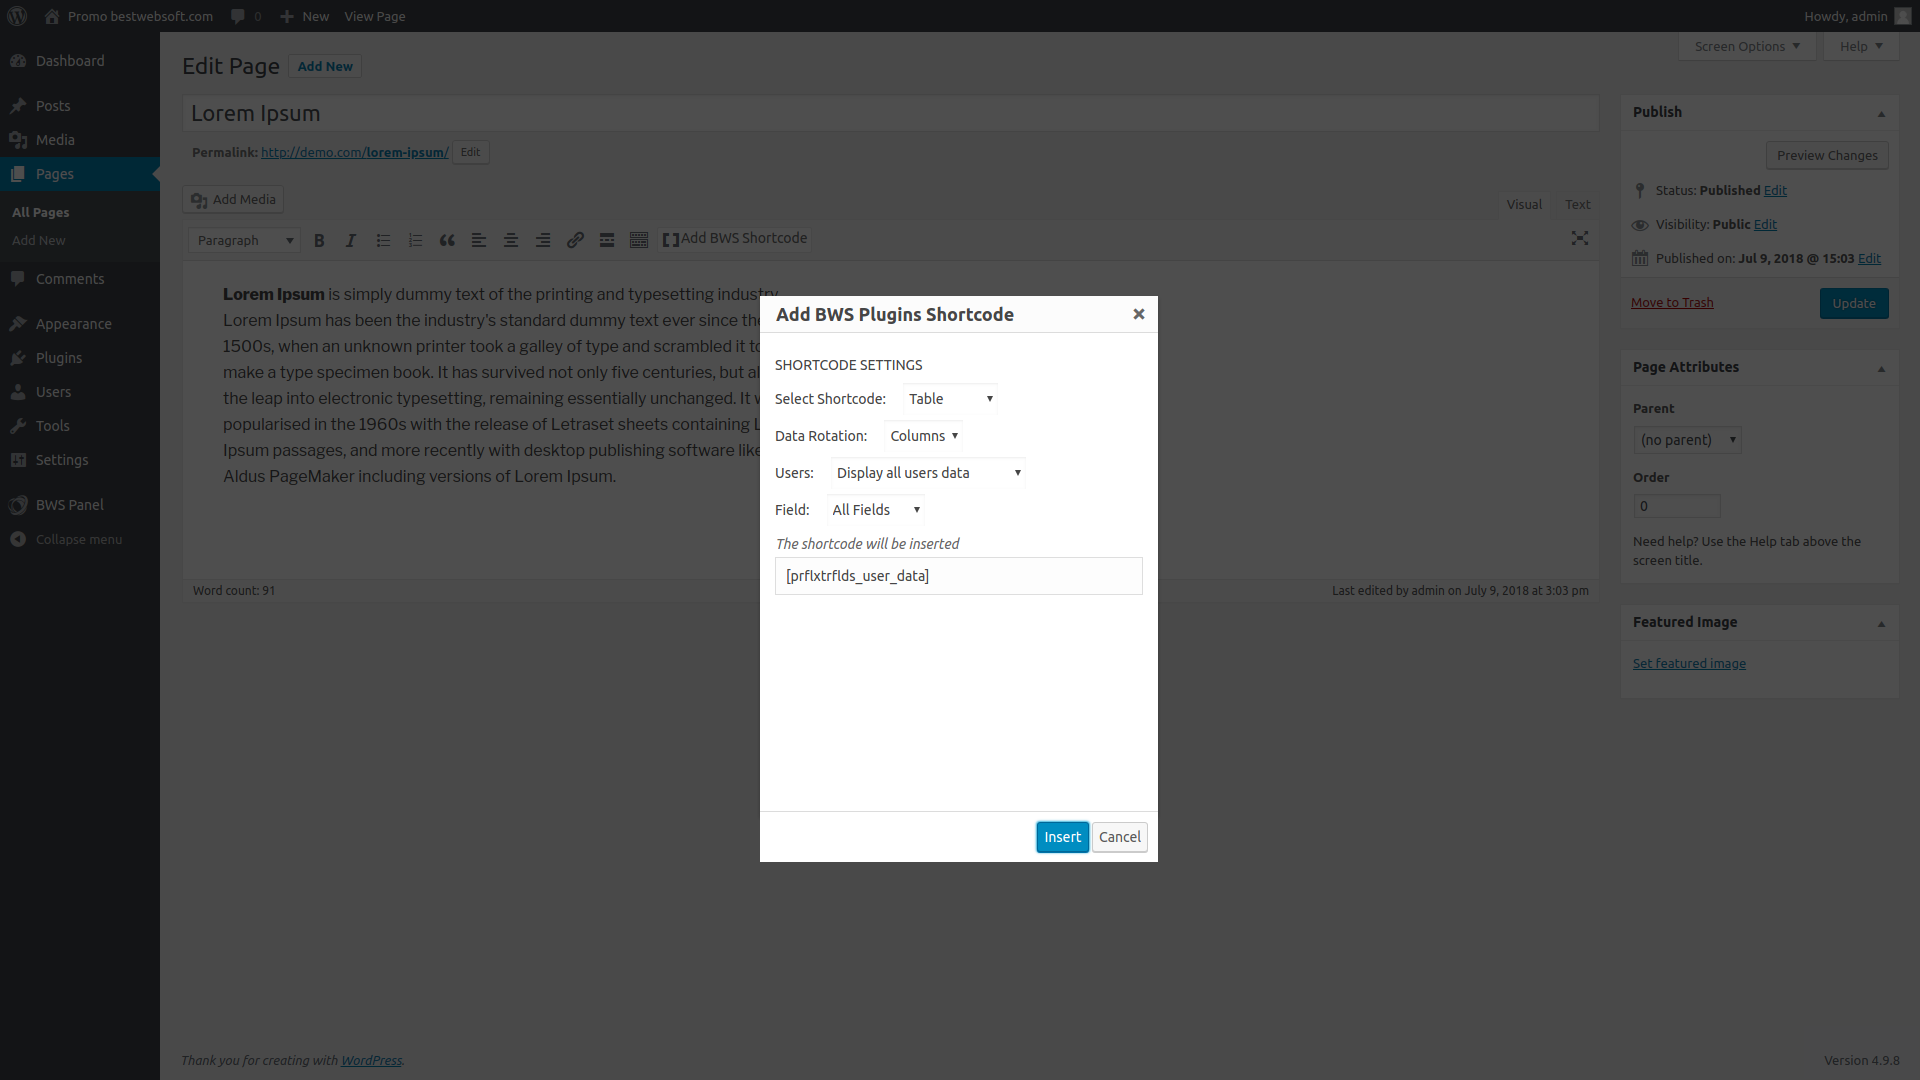 Promo bestwebsoft.com 0 New View Page Howdy, admin
Dashboard
Posts
Media
Pages
All Pages
Add New
Comments
Appearance
Plugins
Users
Tools
Settings
BWS Panel
Collapse menu
Screen Options Help
Edit Page Add New
Lorem Ipsum
Permalink: http://demo.com/lorem-ipsum/ Edit
Add Media
Visual Text
Paragraph B I Add BWS Shortcode
Lorem Ipsum is simply dummy text of the printing and typesetting industry.
Lorem Ipsum has been the industry's standard dummy text ever since the
1500s, when an unknown printer took a galley of type and scrambled it to
make a type specimen book. It has survived not only five centuries, but al
the leap into electronic typesetting, remaining essentially unchanged. It w
popularised in the 1960s with the release of Letraset sheets containing L
Ipsum passages, and more recently with desktop publishing software like
Aldus PageMaker including versions of Lorem Ipsum.
Word count: 91
Last edited by admin on July 9, 2018 at 3:03 pm
Add BWS Plugins Shortcode
SHORTCODE SETTINGS
Select Shortcode: Table
Data Rotation: Columns
Users: Display all users data
Field: All Fields
The shortcode will be inserted
[prflxtrflds_user_data]
Insert Cancel
Publish
Preview Changes
Status: Published Edit
Visibility: Public Edit
Published on: Jul 9, 2018 @ 15:03 Edit
Move to Trash Update
Page Attributes
Parent
(no parent)
Order
0
Need help? Use the Help tab above the
screen title.
Featured Image
Set featured image
Thank you for creating with WordPress.
Version 4.9.8